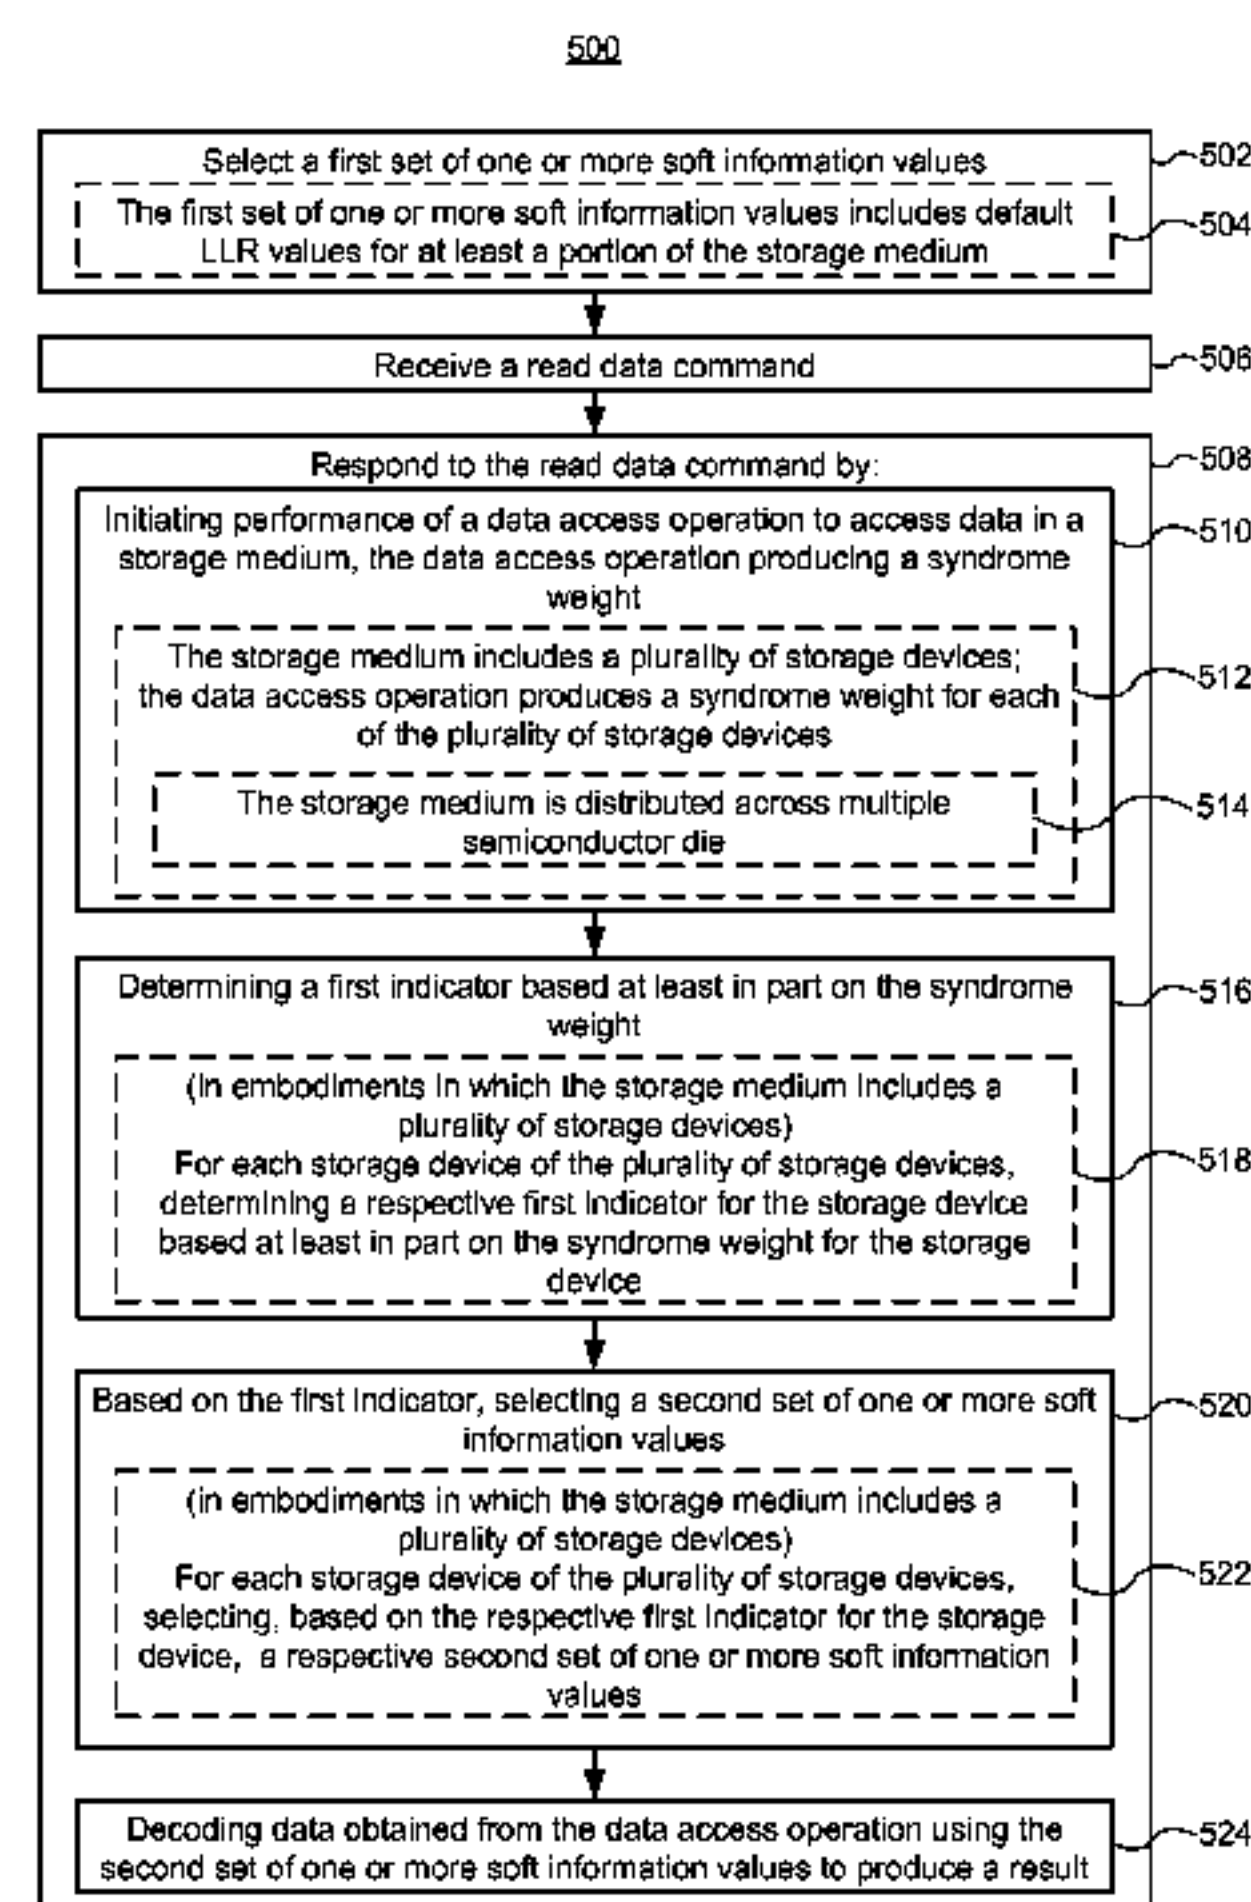 500
Select a first set of one or more soft information values
502
The first set of one or more soft information values includes default
LLR values for at least a portion of the storage medium
504
Receive a read data command
506
Respond to the read data command by:
508
Initiating performance of a data access operation to access data in a
storage medium, the data access operation producing a syndrome
weight
510
The storage medium includes a plurality of storage devices;
the data access operation produces a syndrome weight for each
of the plurality of storage devices
512
The storage medium is distributed across multiple
semiconductor die
514
Determining a first indicator based at least in part on the syndrome
weight
516
(in embodiments in which the storage medium includes a
plurality of storage devices)
For each storage device of the plurality of storage devices,
determining a respective first indicator for the storage device
based at least in part on the syndrome weight for the storage
device
518
Based on the first indicator, selecting a second set of one or more soft
information values
520
(in embodiments in which the storage medium includes a
plurality of storage devices)
For each storage device of the plurality of storage devices,
selecting, based on the respective first indicator for the storage
device, a respective second set of one or more soft information
values
522
Decoding data obtained from the data access operation using the
second set of one or more soft information values to produce a result
524